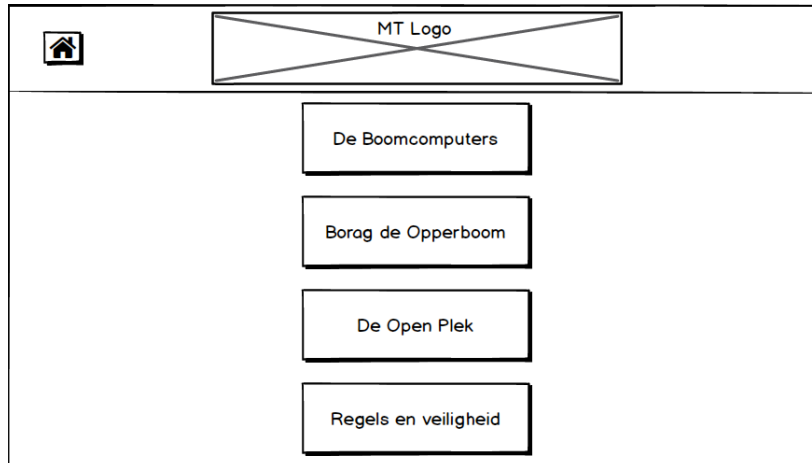 MT Logo
De Boomcomputers
Borag de Opperboom
De Open Plek
Regels en veiligheid